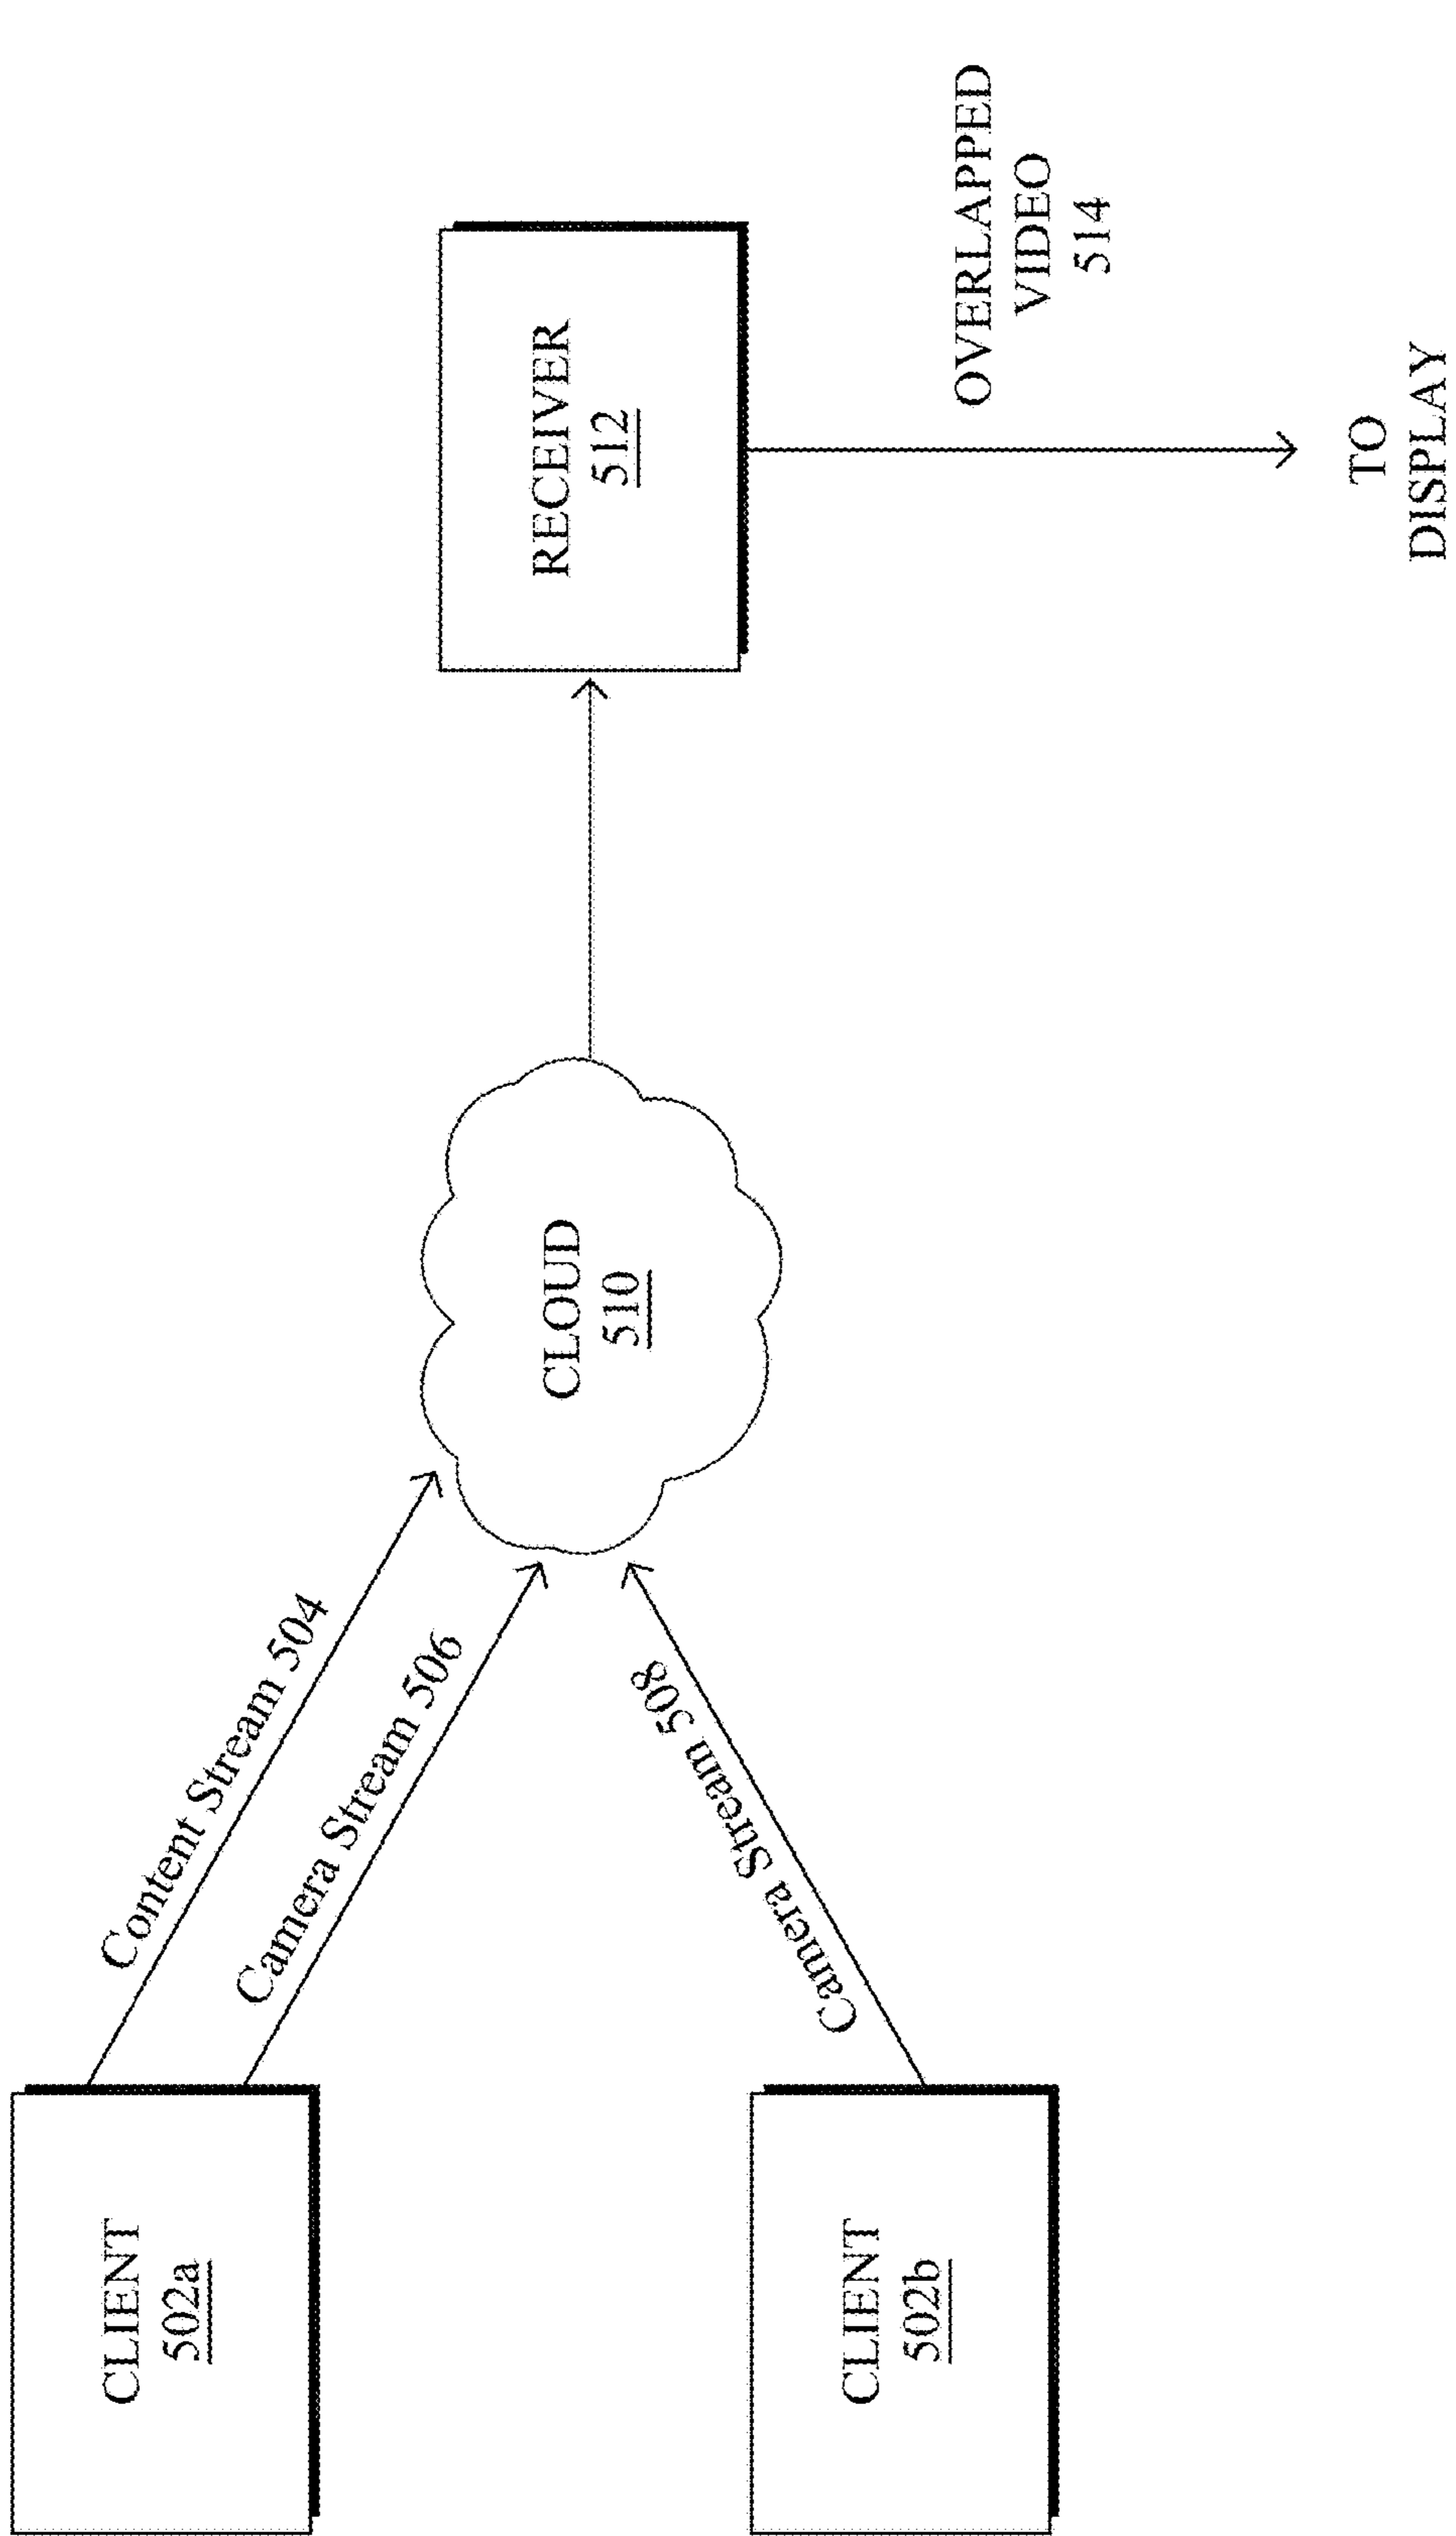 CLIENT
502a
Content Stream 504
Camera Stream 506
CLIENT
502b
Camera Stream 508
CLOUD
510
RECEIVER
512
OVERLAPPED
VIDEO
514
TO
DISPLAY